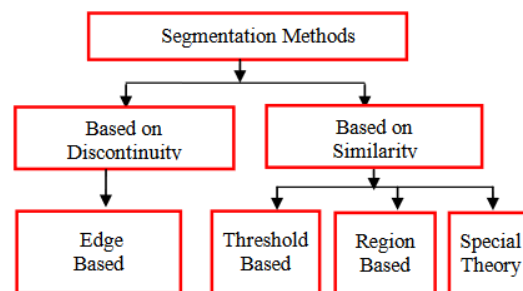 Segmentation Methods
Based on
Discontinuity
Based on
Similarity
Edge
Based
Threshold
Based
Region
Based
Special
Theory